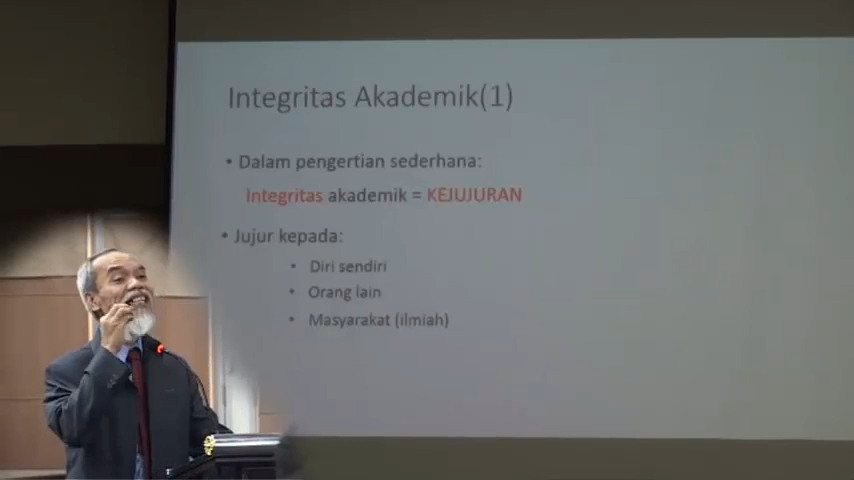 Integritas Akademik(1)
• Dalam pengertian sederhana:
Integritas akademik = KEJUJURAN
• Jujur kepada:
• Diri sendiri
• Orang lain
• Masyarakat (ilmiah)